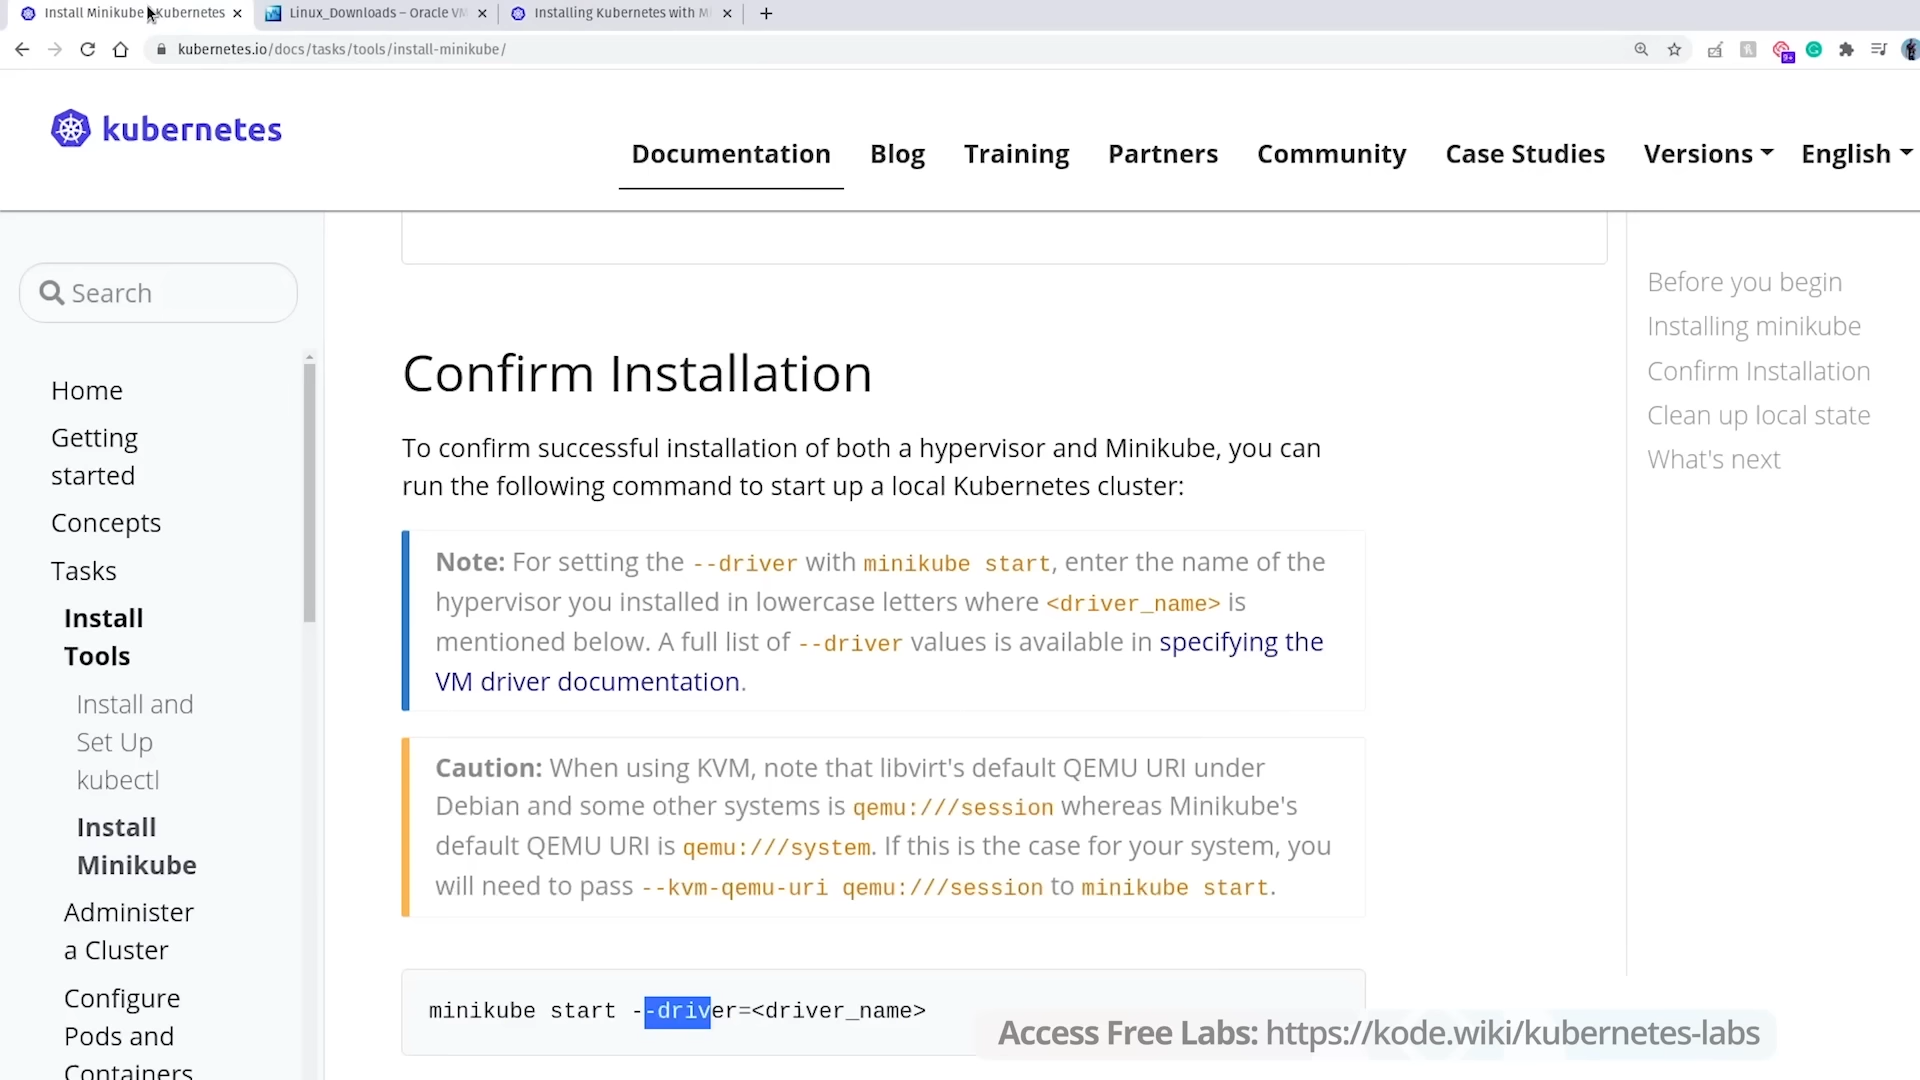 Install Minikube Kubernetes
Linux_Downloads – Oracle VM
Installing Kubernetes with Mi
kubernetes.io/docs/tasks/tools/install-minikube/
9+
kubernetes
Documentation
Blog
Training
Partners
Community
Case Studies
Versions
English
Search
Home
Getting
started
Concepts
Tasks
Install
Tools
Install and
Set Up
kubectl
Install
Minikube
Administer
a Cluster
Configure
Pods and
Containers
Confirm Installation
To confirm successful installation of both a hypervisor and Minikube, you can
run the following command to start up a local Kubernetes cluster:
Note: For setting the --driver with minikube start, enter the name of the
hypervisor you installed in lowercase letters where <driver_name> is
mentioned below. A full list of --driver values is available in specifying the
VM driver documentation.
Caution: When using KVM, note that libvirt's default QEMU URI under
Debian and some other systems is qemu:///session whereas Minikube's
default QEMU URI is qemu:///system. If this is the case for your system, you
will need to pass --kvm-qemu-uri qemu:///session to minikube start.
minikube start --driver=<driver_name>
Before you begin
Installing minikube
Confirm Installation
Clean up local state
What's next
Access Free Labs: https://kode.wiki/kubernetes-labs